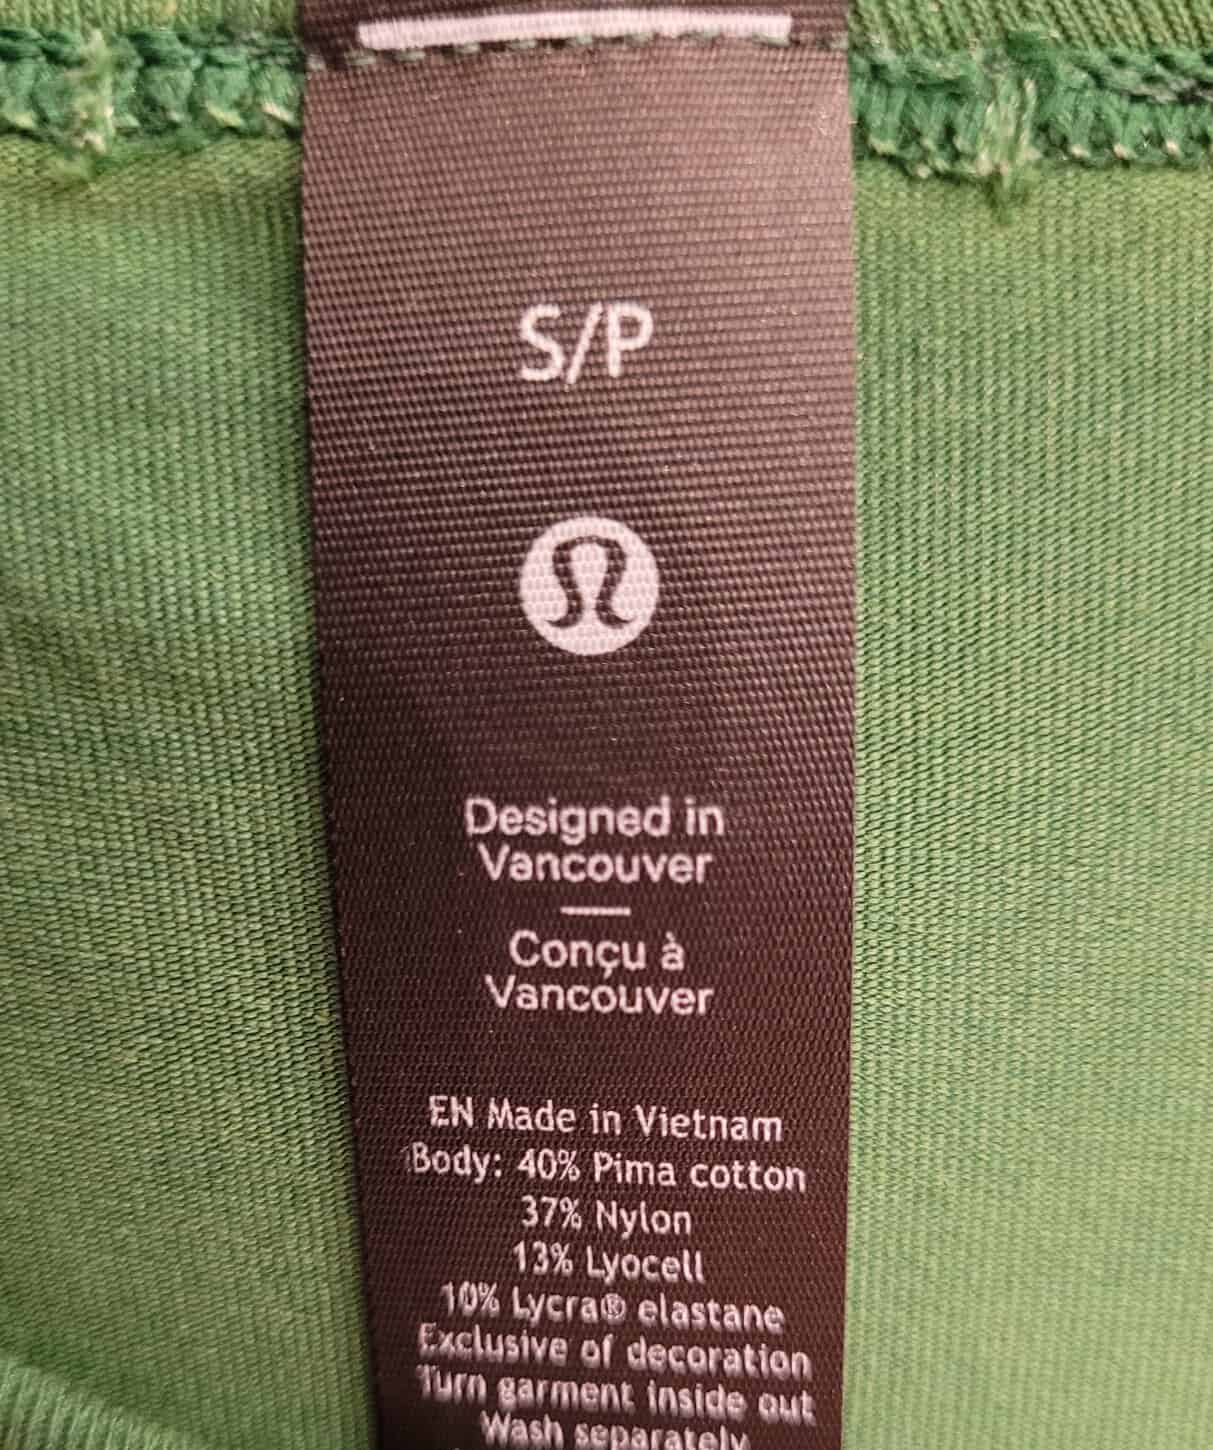 S/P
Designed in
Vancouver
Conçu à
Vancouver
EN Made in Vietnam
Body: 40% Pima cotton
37% Nylon
13% Lyocell
10% Lycra® elastane
Exclusive of decoration
Turn garment inside out
Wash separately